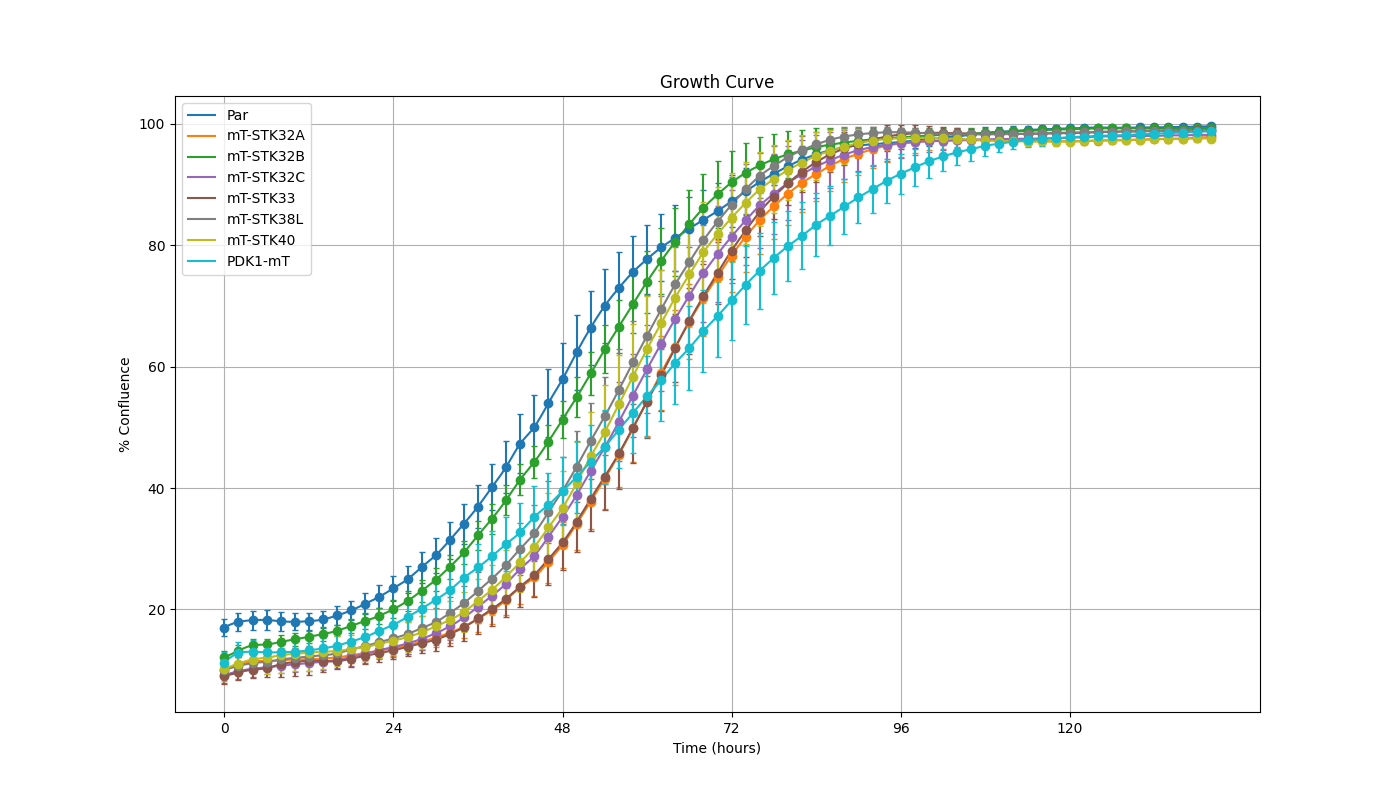 Growth Curve
Par
mT-STK32A
mT-STK32B
mT-STK32C
mT-STK33
mT-STK38L
mT-STK40
PDK1-mT
100
80
60
40
20
% Confluence
0 24 48 72 96 120
Time (hours)